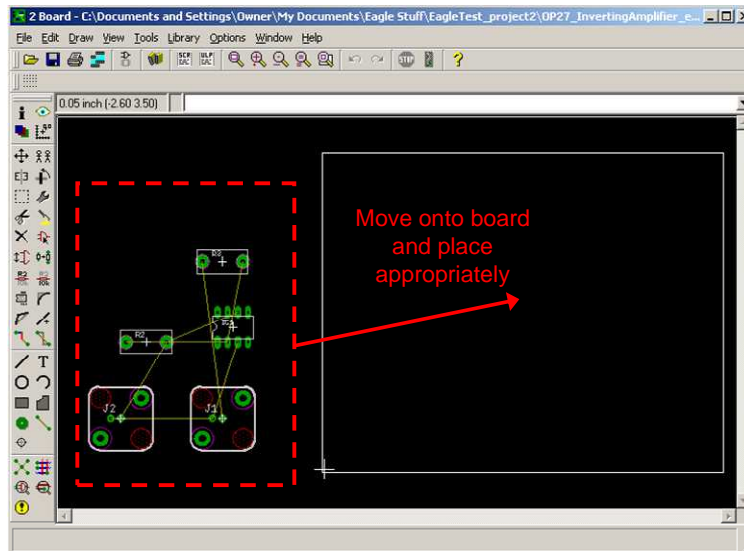 2 Board - C:\Documents and Settings\Owner\My Documents\Eagle Stuff\EagleTest_project2\OP27_InvertingAmplifier_e...
File Edit Draw View Tools Library Options Window Help
0.05 inch (-2.60 3.50)
Move onto board
and place
appropriately
R3
R2
J2
J1